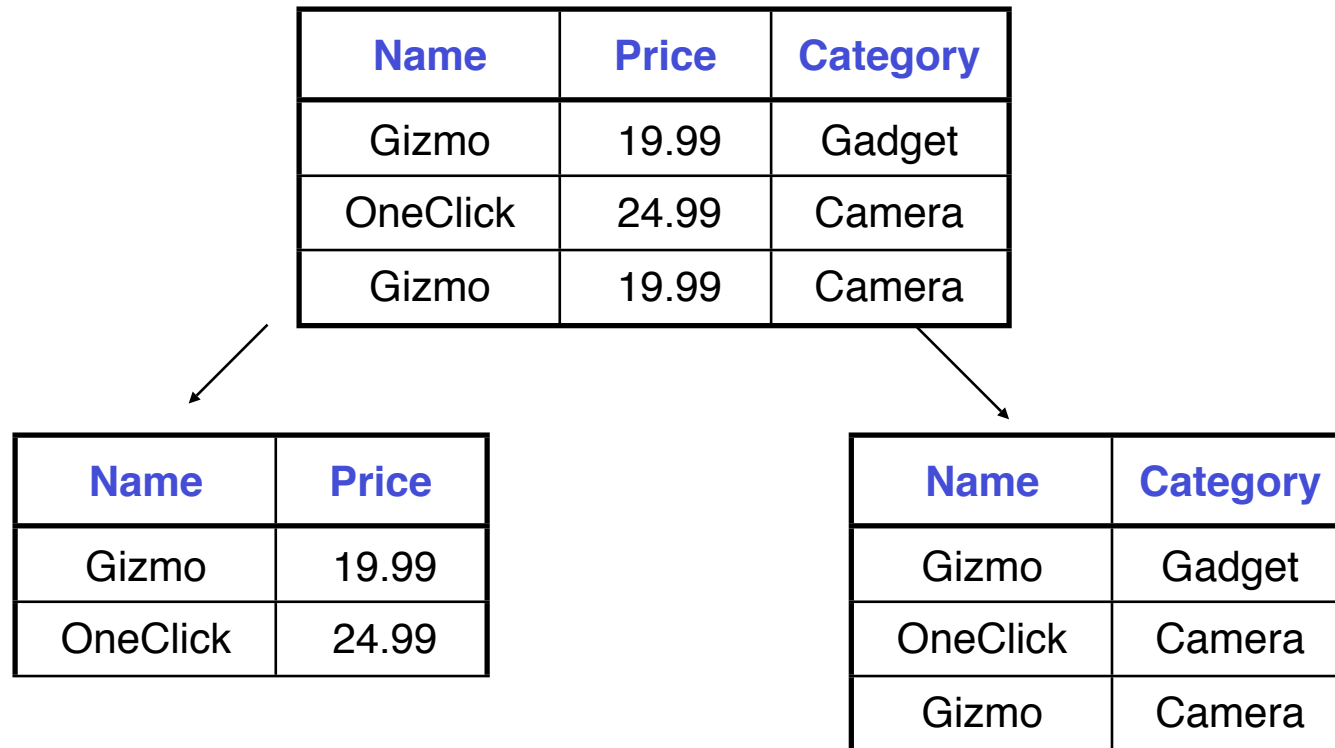 Name Price Category
Gizmo 19.99 Gadget
OneClick 24.99 Camera
Gizmo 19.99 Camera
Name Price
Gizmo 19.99
OneClick 24.99
Name Category
Gizmo Gadget
OneClick Camera
Gizmo Camera